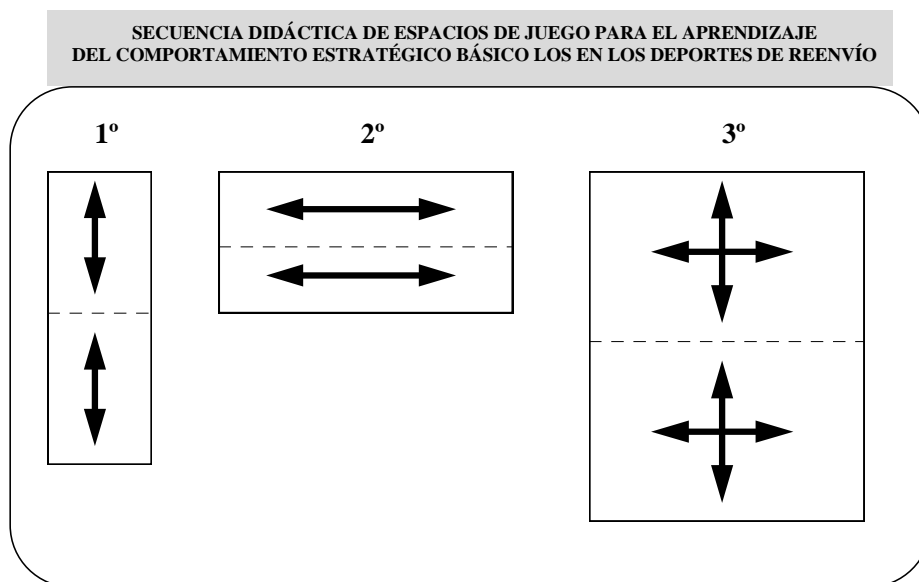 SECUENCIA DIDÁCTICA DE ESPACIOS DE JUEGO PARA EL APRENDIZAJE
DEL COMPORTAMIENTO ESTRATÉGICO BÁSICO LOS EN LOS DEPORTES DE REENVÍO
1º 2º 3º